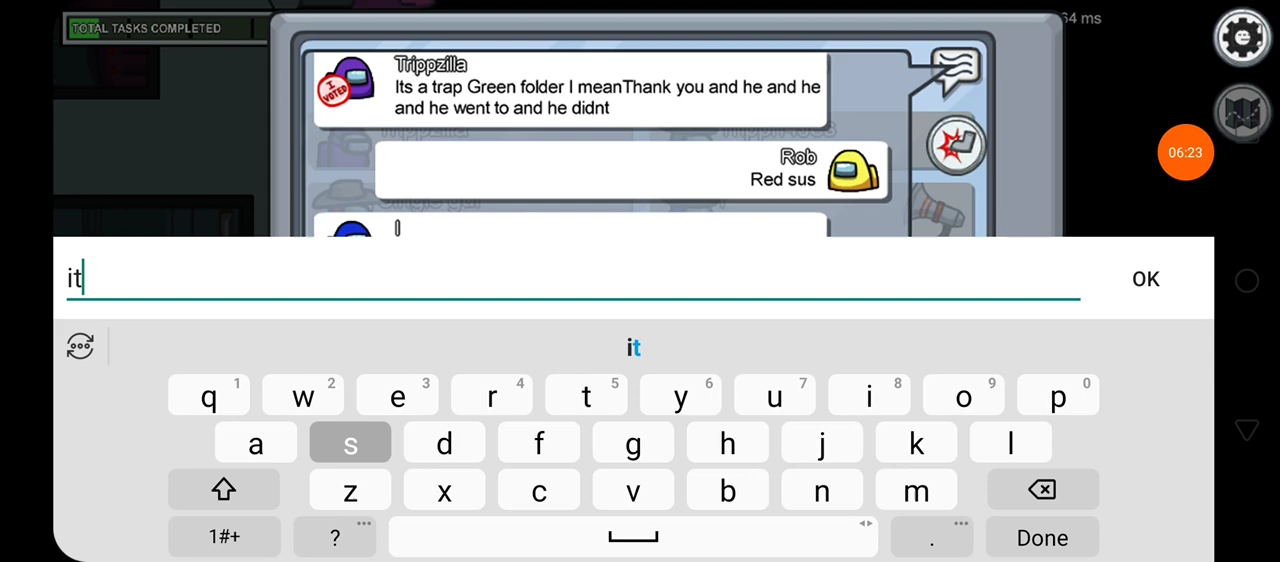 TOTAL TASKS COMPLETED
64 ms
Trippzilla
Its a trap Green folder I meanThank you and he and he
and he went to and he didnt
I VOTED
Trippzilla
Rob
Red sus
I
06:23
it
OK
it
q 1 w 2 e 3 r 4 t 5 y 6 u 7 i 8 o 9 p 0
a s d f g h j k l
z x c v b n m
1#+ ? . Done